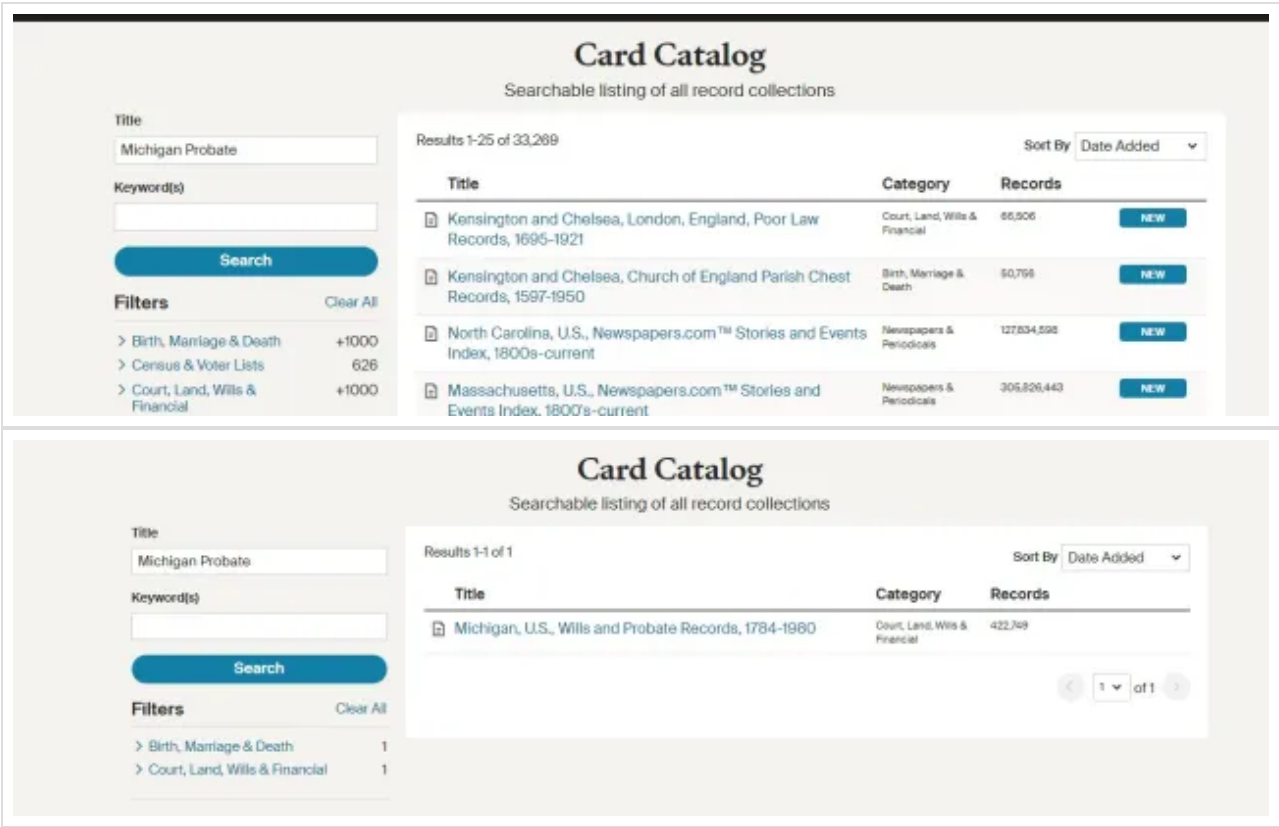 Card Catalog
Searchable listing of all record collections
Title
Michigan Probate
Keyword(s)
Search
Filters Clear All
Birth, Marriage & Death +1000
Census & Voter Lists 626
Court, Land, Wills & +1000
Financial
Results 1-25 of 33,269
Sort By Date Added
Title Category Records
Kensington and Chelsea, London, England, Poor Law Court, Land, Wills & 66,506 NEW
Records, 1695-1921 Financial
Kensington and Chelsea, Church of England Parish Chest Birth, Marriage & 50,756 NEW
Records, 1597-1950 Death
North Carolina, U.S., Newspapers.com™ Stories and Events Newspapers & 127,634,598 NEW
Index, 1800s-current Periodicals
Massachusetts, U.S., Newspapers.com™ Stories and Newspapers & 305,826,443 NEW
Events Index, 1800's-current Periodicals
Card Catalog
Searchable listing of all record collections
Title
Michigan Probate
Keyword(s)
Search
Filters Clear All
Birth, Marriage & Death 1
Court, Land, Wills & Financial 1
Results 1-1 of 1
Sort By Date Added
Title Category Records
Michigan, U.S., Wills and Probate Records, 1784-1980 Court, Land, Wills & 422,749
Financial
1 of 1